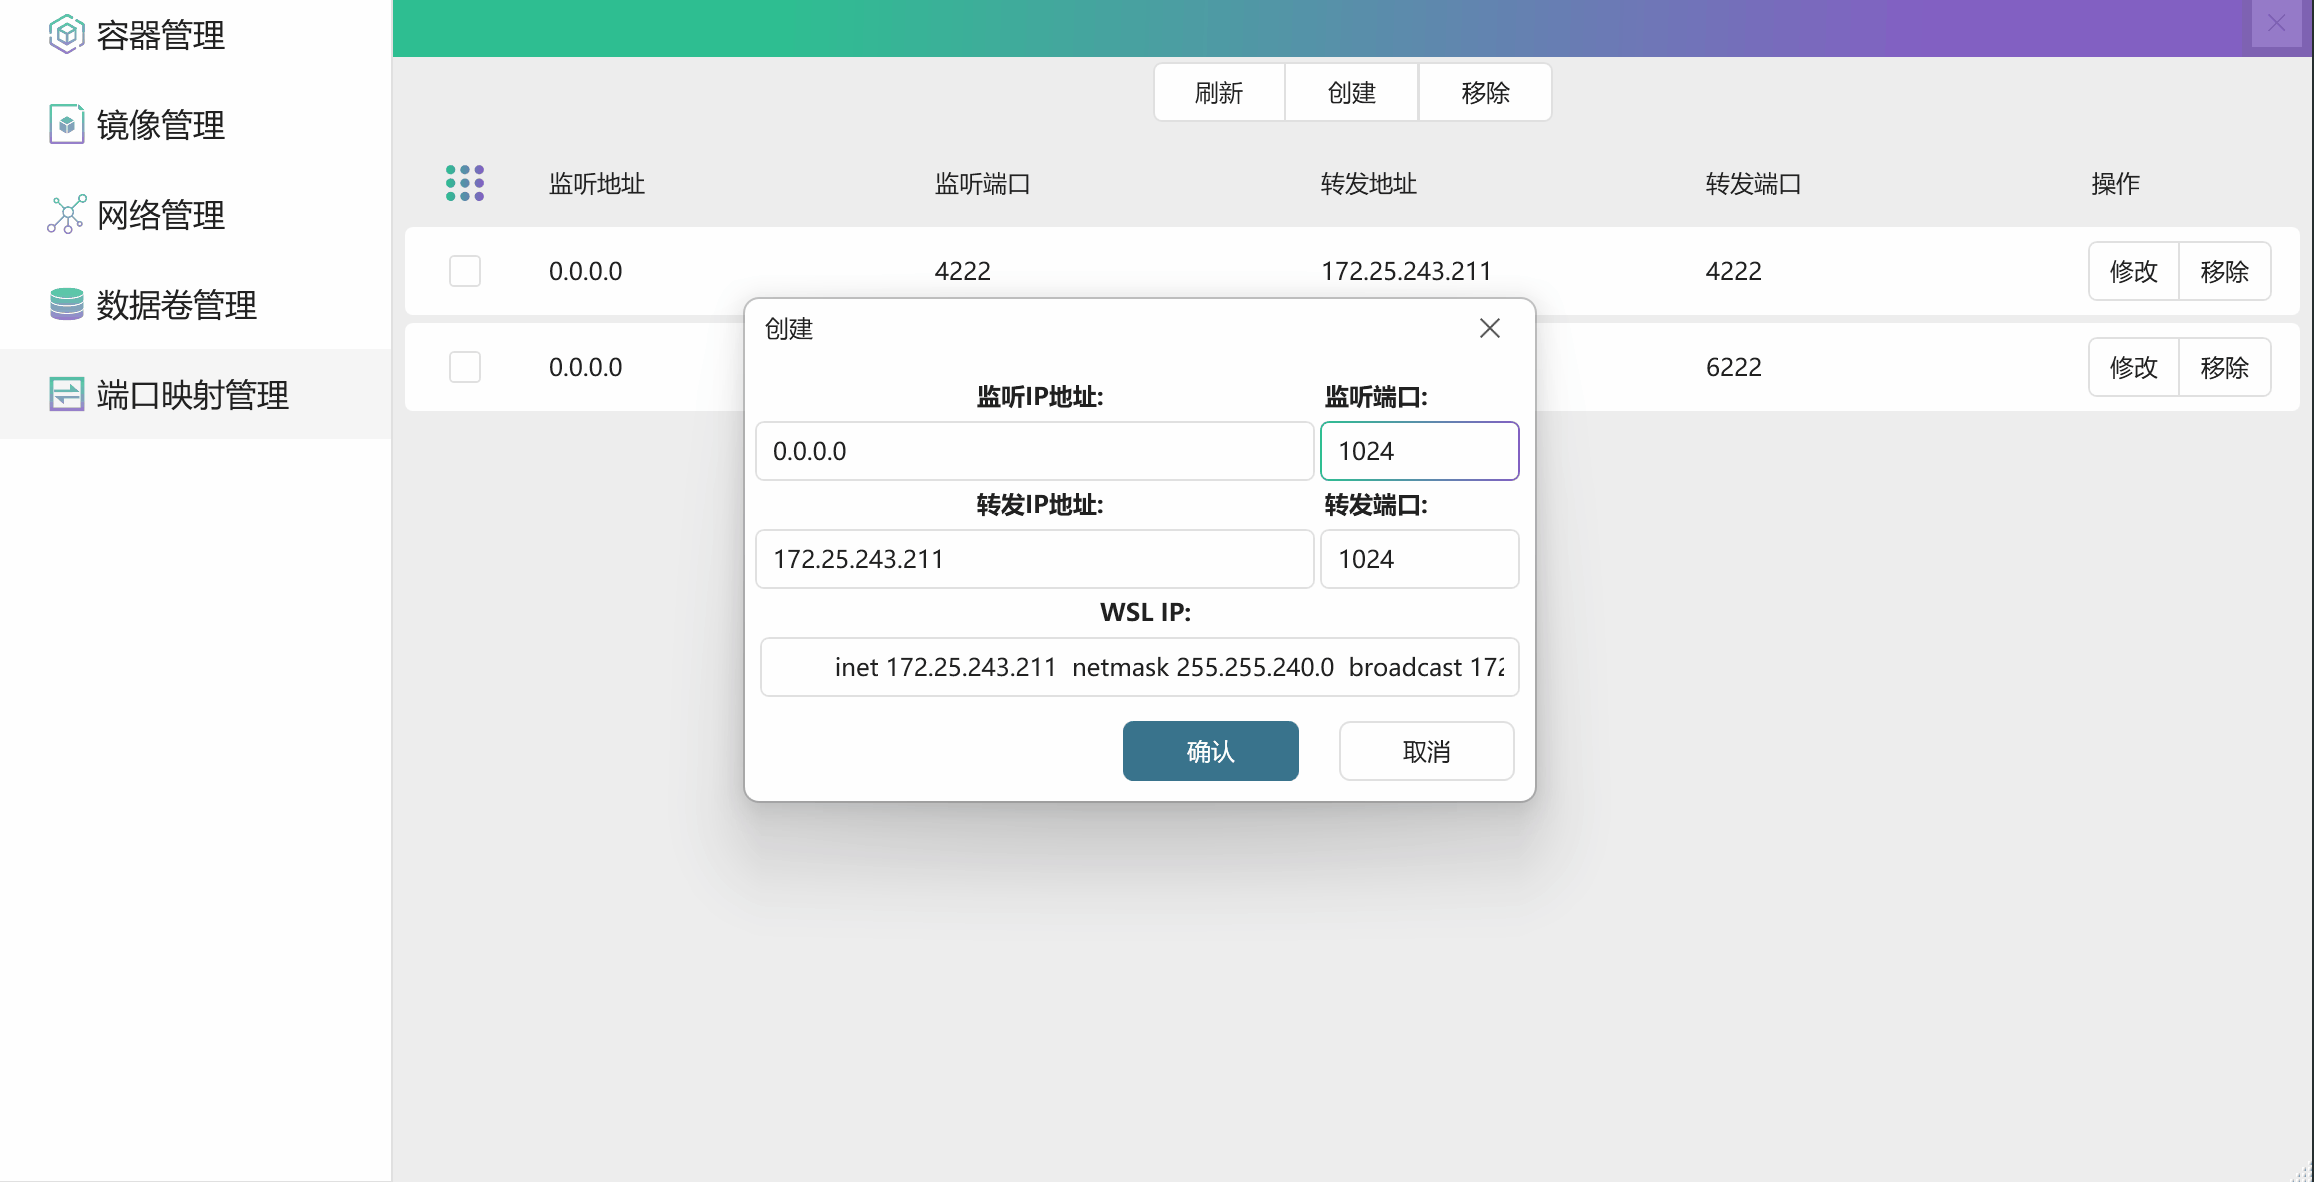 容器管理
镜像管理
网络管理
数据卷管理
端口映射管理
刷新 创建 移除
监听地址 监听端口 转发地址 转发端口 操作
0.0.0.0 4222 172.25.243.211 4222 修改 移除
0.0.0.0 6222 修改 移除
创建
监听IP地址: 监听端口:
0.0.0.0 1024
转发IP地址: 转发端口:
172.25.243.211 1024
WSL IP:
inet 172.25.243.211 netmask 255.255.240.0 broadcast 172
确认 取消